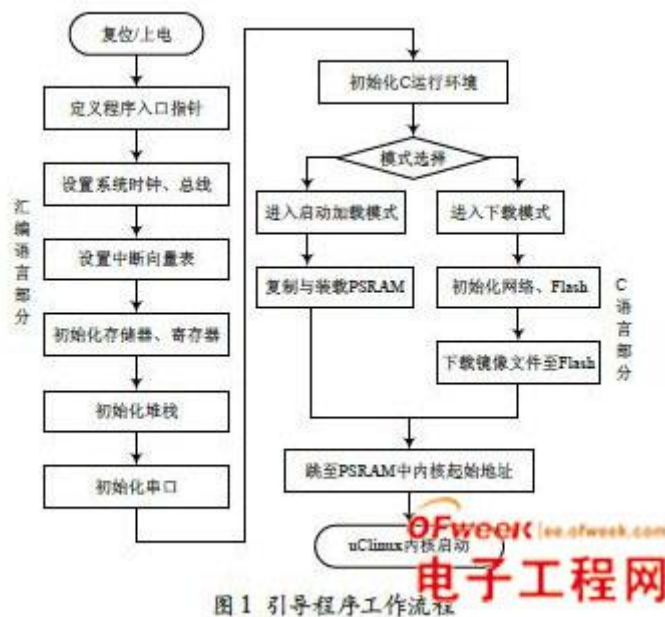 复位/上电
定义程序入口指针
设置系统时钟、总线
设置中断向量表
初始化存储器、寄存器
初始化堆栈
初始化串口
汇编语言部分
初始化C运行环境
模式选择
进入启动加载模式
进入下载模式
复制与装载PSRAM
初始化网络、Flash
下载镜像文件至Flash
C语言部分
跳至PSRAM中内核起始地址
uClinux内核启动
OFweek ee.ofweek.com
电子工程网
图1 引导程序工作流程